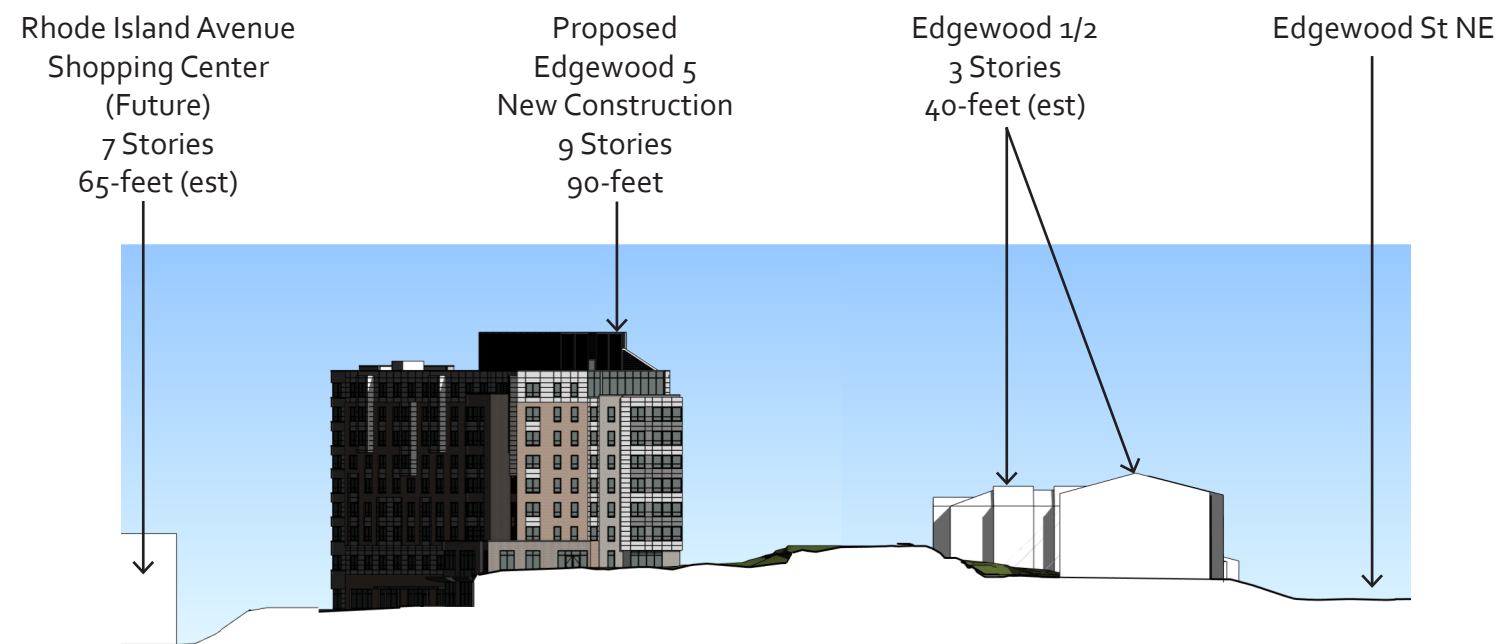 Rhode Island Avenue
Shopping Center
(Future)
7 Stories
65-feet (est)
Proposed
Edgewood 5
New Construction
9 Stories
90-feet
Edgewood 1/2
3 Stories
40-feet (est)
Edgewood St NE